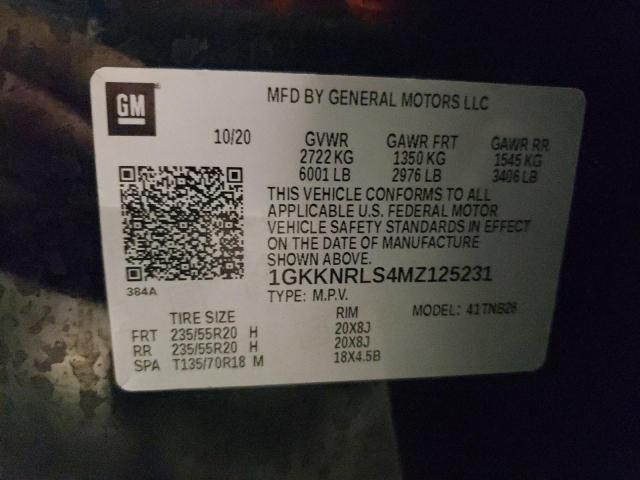 GM
MFD BY GENERAL MOTORS LLC
10/20 GVWR GAWR FRT GAWR RR
2722 KG 1350 KG 1545 KG
6001 LB 2976 LB 3406 LB
THIS VEHICLE CONFORMS TO ALL
APPLICABLE U.S. FEDERAL MOTOR
VEHICLE SAFETY STANDARDS IN EFFECT
ON THE DATE OF MANUFACTURE
SHOWN ABOVE.
384A
1GKKNRLS4MZ125231
TYPE: M.P.V. MODEL: 41TNB26
TIRE SIZE RIM
FRT 235/55R20 H 20X8J
RR 235/55R20 H 20X8J
SPA T135/70R18 M 18X4.5B